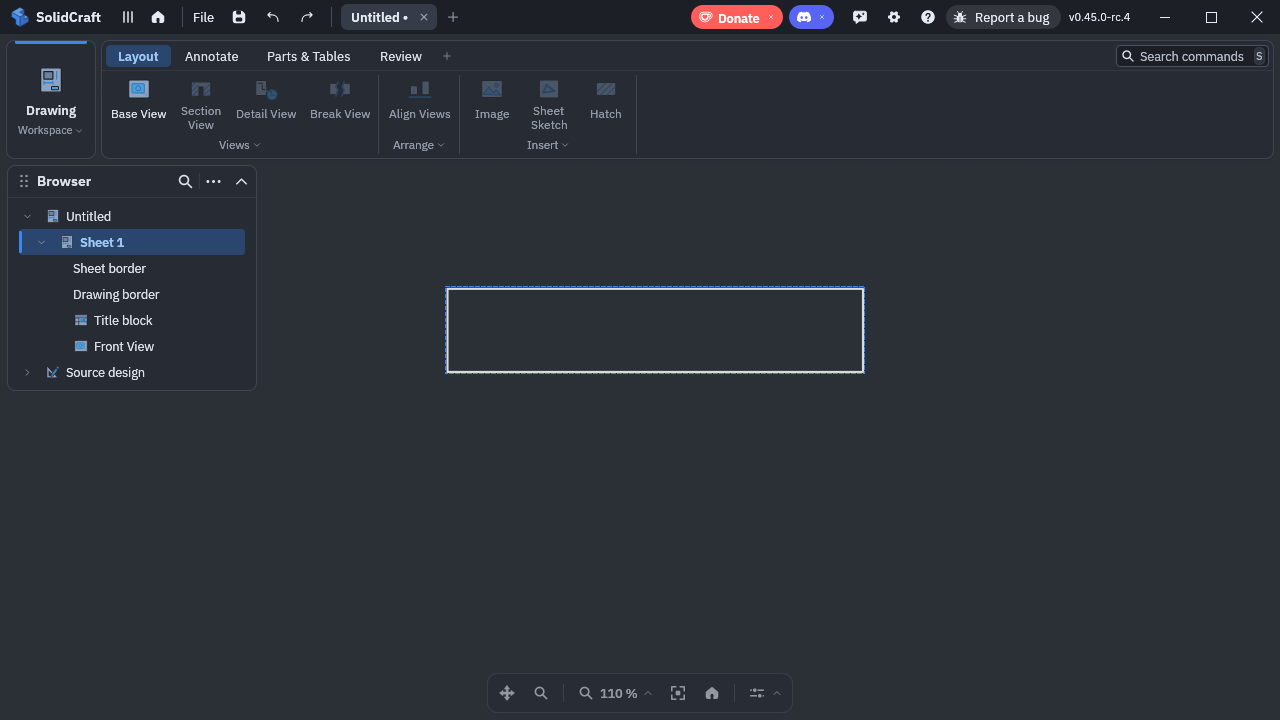 SolidCraft
File
Untitled •
Donate
Report a bug
v0.45.0-rc.4
Drawing
Workspace
Layout
Annotate
Parts & Tables
Review
Search commands
S
Base View
Section
View
Detail View
Break View
Align Views
Image
Sheet
Sketch
Hatch
Views
Arrange
Insert
Browser
Untitled
Sheet 1
Sheet border
Drawing border
Title block
Front View
Source design
110 %